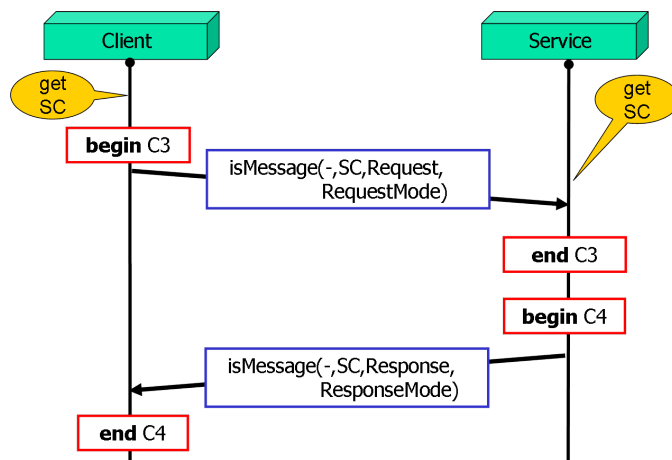 Client
Service
get
SC
get
SC
begin C3
isMessage(-,SC,Request,
RequestMode)
end C3
begin C4
isMessage(-,SC,Response,
ResponseMode)
end C4